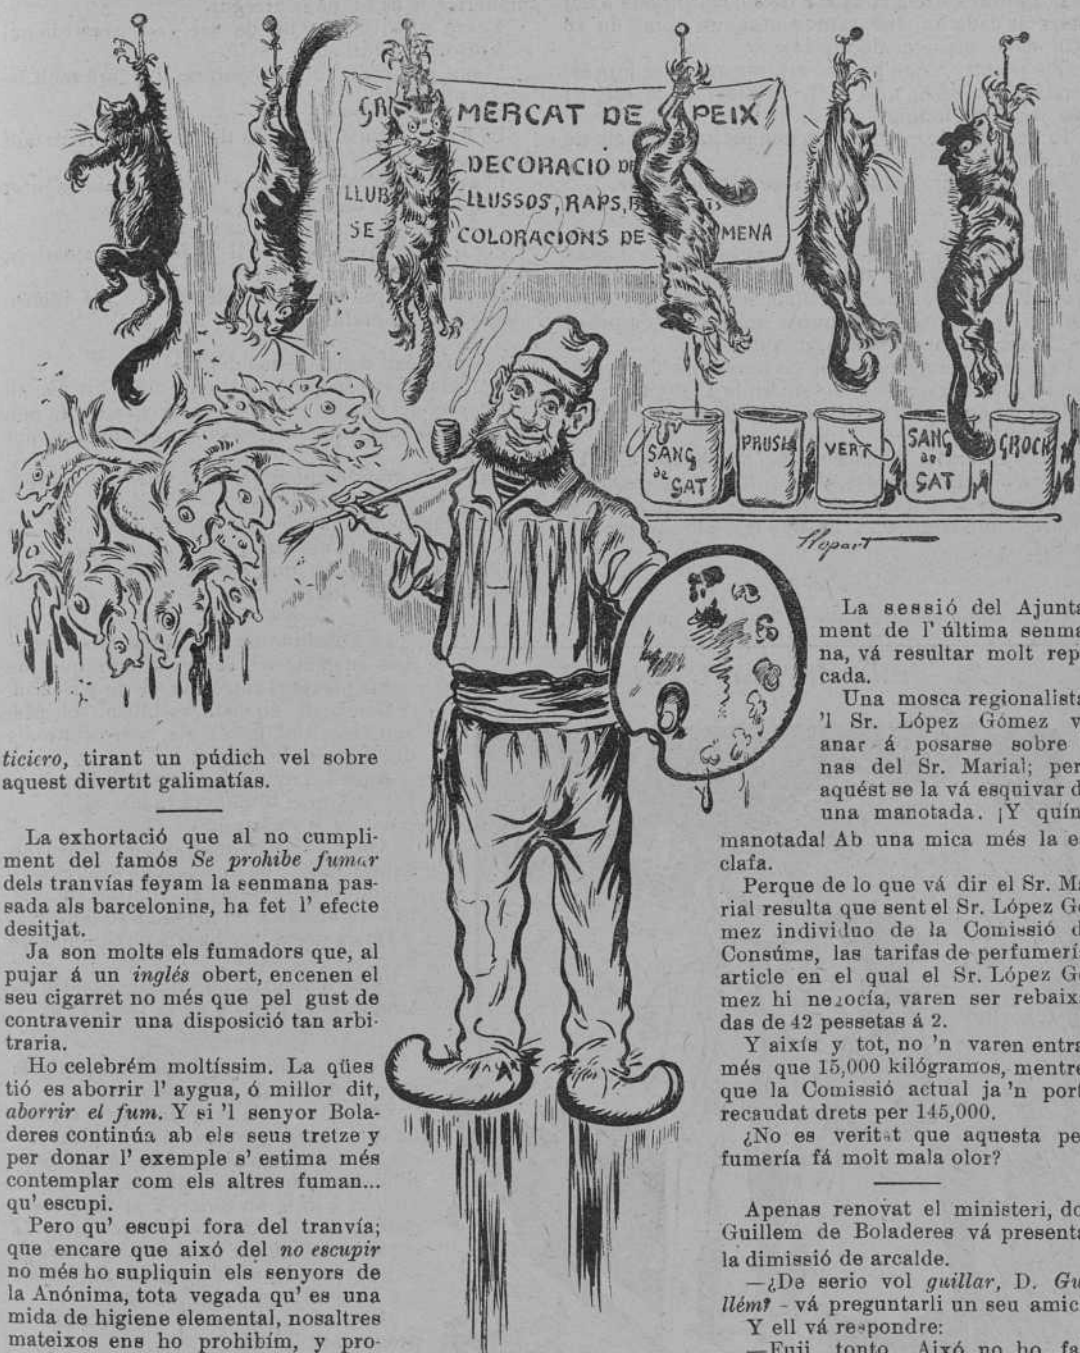 GR MERCAT DE PEIX
DECORACIÓ DE
LLUB LLUSSOS, RAPS,
SE COLORACIONS DE MENA
SANG de GAT
PRUSIA
VERT
SANG de GAT
GROCH
Llopart
ticiero, tirant un púdich vel sobre
aquest divertit galimatías.
La exhortació que al no cumpli-
ment del famós Se prohibe fumar
dels tranvías feyam la senmana pas-
sada als barcelonins, ha fet l' efecte
desitjat.
Ja son molts els fumadors que, al
pujar á un inglés obert, encenen el
seu cigarret no més que pel gust de
contravenir una disposició tan arbi-
traria.
Ho celebrém moltíssim. La qües
tió es aborrir l' aygua, ó millor dit,
aborrir el fum. Y si 'l senyor Bola-
deres continúa ab els seus tretze y
per donar l' exemple s' estima més
contemplar com els altres fuman...
qu' escupi.
Pero qu' escupi fora del tranvía;
que encare que aixó del no escupir
no més ho supliquin els senyors de
la Anónima, tota vegada qu' es una
mida de higiene elemental, nosaltres
mateixos ens ho prohibím, y pro-
La sessió del Ajunta
ment de l' última senma
na, vá resultar molt rep
cada.
Una mosca regionalista
'l Sr. López Gómez v
anar á posarse sobre
nas del Sr. Marial; per
aquést se la vá esquivar d
una manotada. ¡Y quín
manotada! Ab una mica més la e
clafa.
Perque de lo que vá dir el Sr. Ma
rial resulta que sent el Sr. López Gó
mez individuo de la Comissió d
Consúms, las tarifas de perfumerí
article en el qual el Sr. López Gó
mez hi negocía, varen ser rebaix
das de 42 pessetas á 2.
Y aixís y tot, no 'n varen entra
més que 15,000 kilógramos, mentre
que la Comissió actual ja 'n port
recaudat drets per 145,000.
¿No es veritat que aquesta pe
fumería fá molt mala olor?
Apenas renovat el ministeri, do
Guillem de Boladeres vá presenta
la dimissió de arcalde.
—¿De serio vol guillar, D. Gu
llém? - vá preguntarli un seu amic
Y ell vá respondre:
—Fuji, tonto. Aixó no ho fa